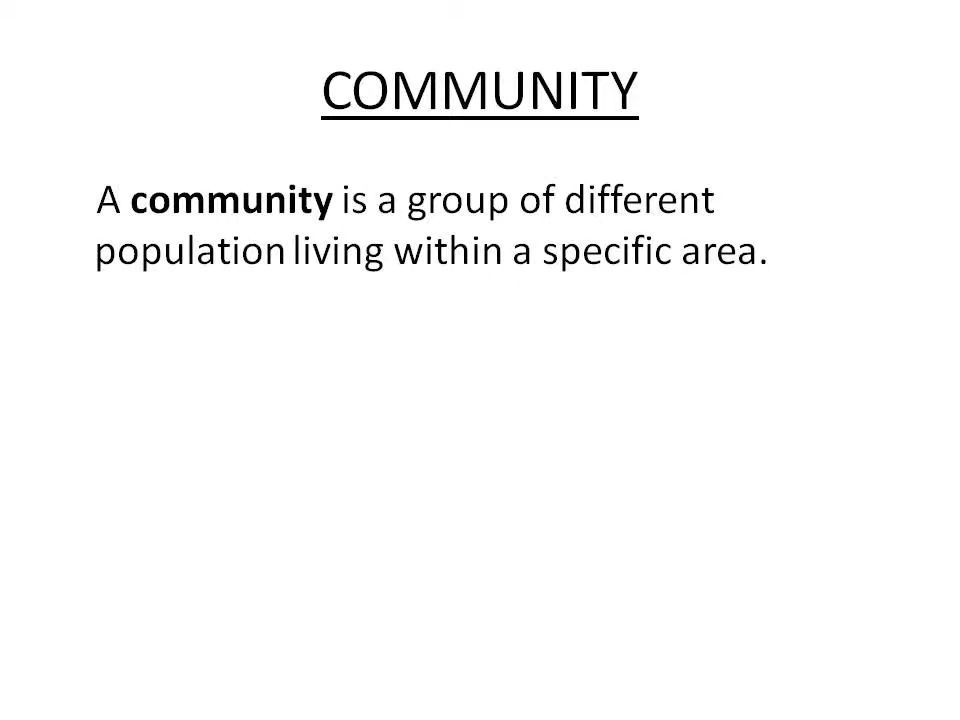 COMMUNITY
A community is a group of different
population living within a specific area.